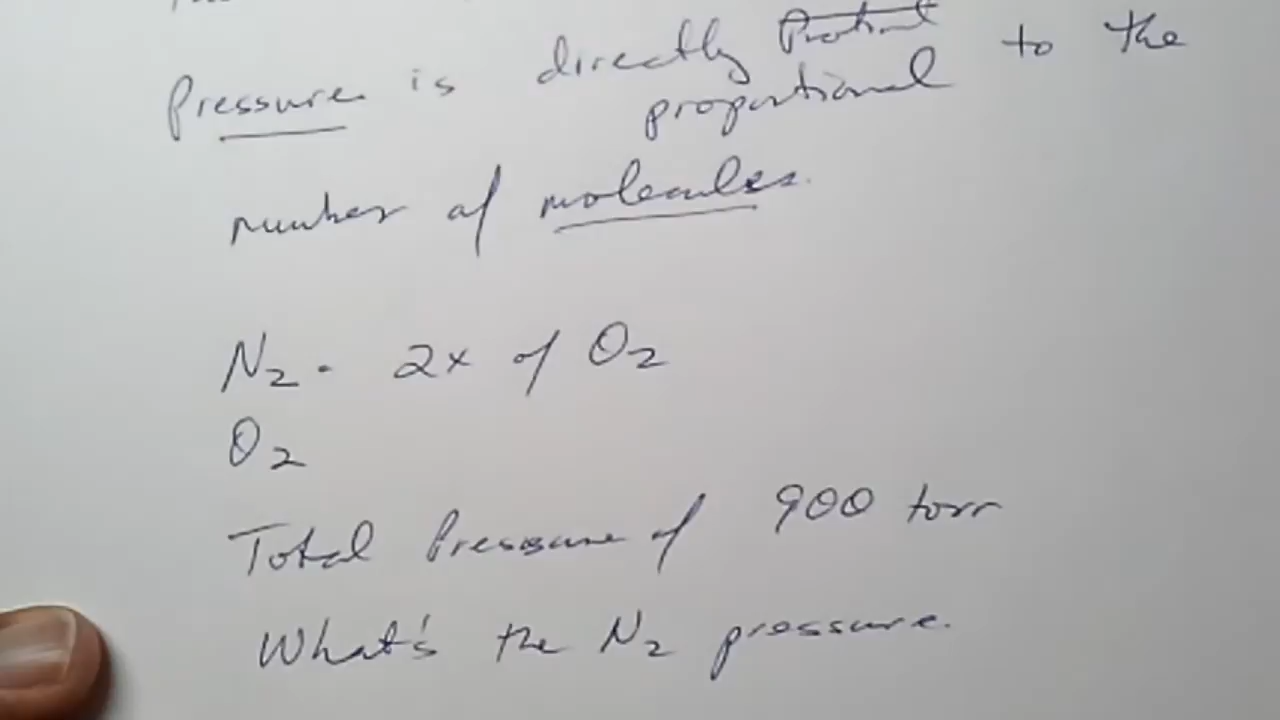 Pressure is directly to the
proportional
number of molecules.
N2. 2x of O2
O2
Total Pressure of 900 torr
What's the N2 pressure.